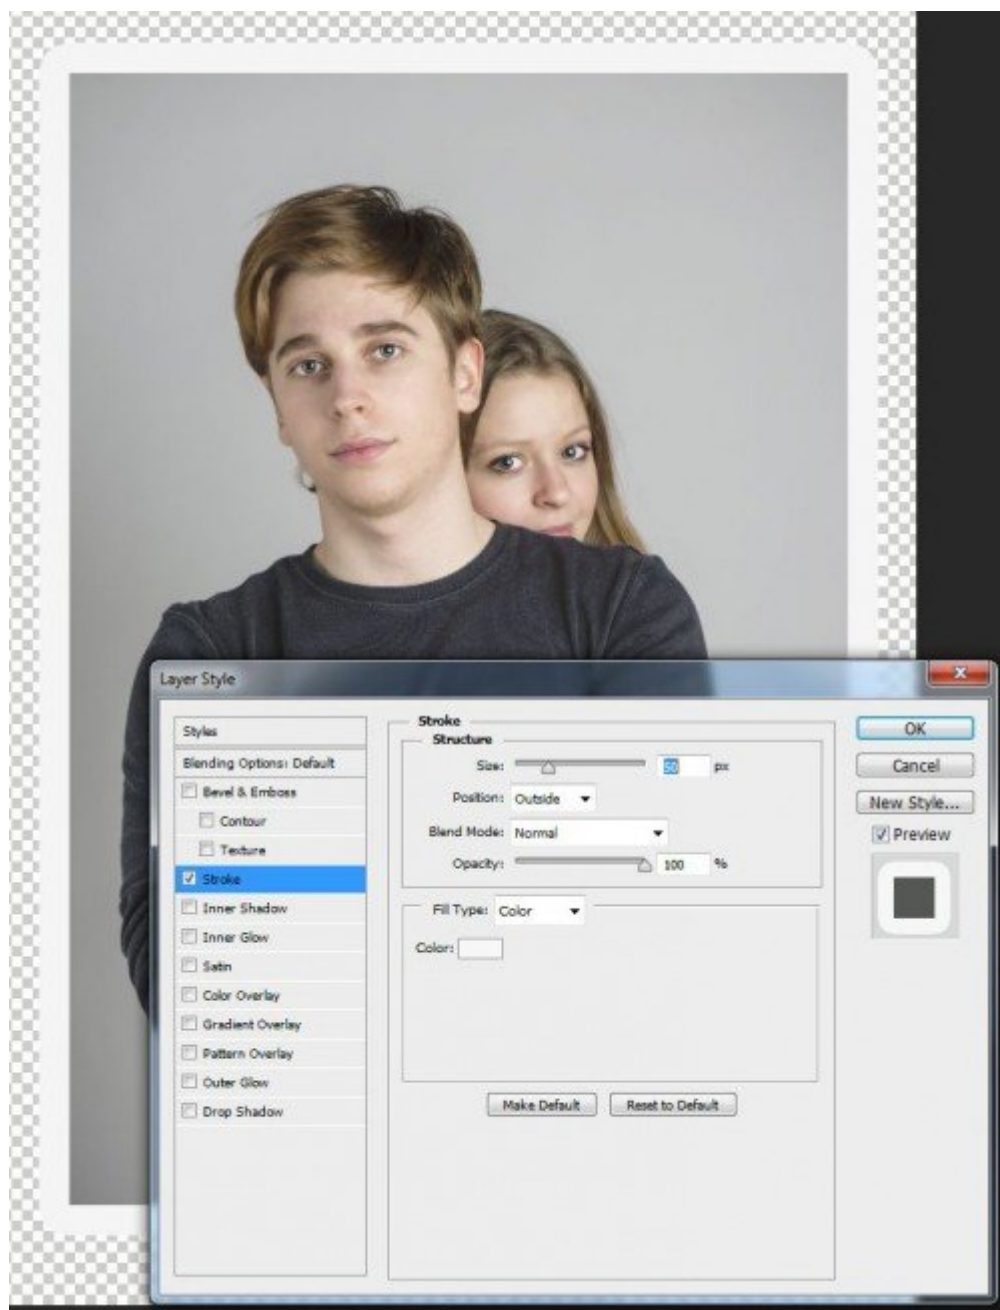 Layer Style
Styles
Blending Options: Default
Bevel & Emboss
Contour
Texture
Stroke
Inner Shadow
Inner Glow
Satin
Color Overlay
Gradient Overlay
Pattern Overlay
Outer Glow
Drop Shadow
Stroke
Structure
Size: 50 px
Position: Outside
Blend Mode: Normal
Opacity: 100 %
Fill Type: Color
Color:
Make Default Reset to Default
OK
Cancel
New Style...
Preview